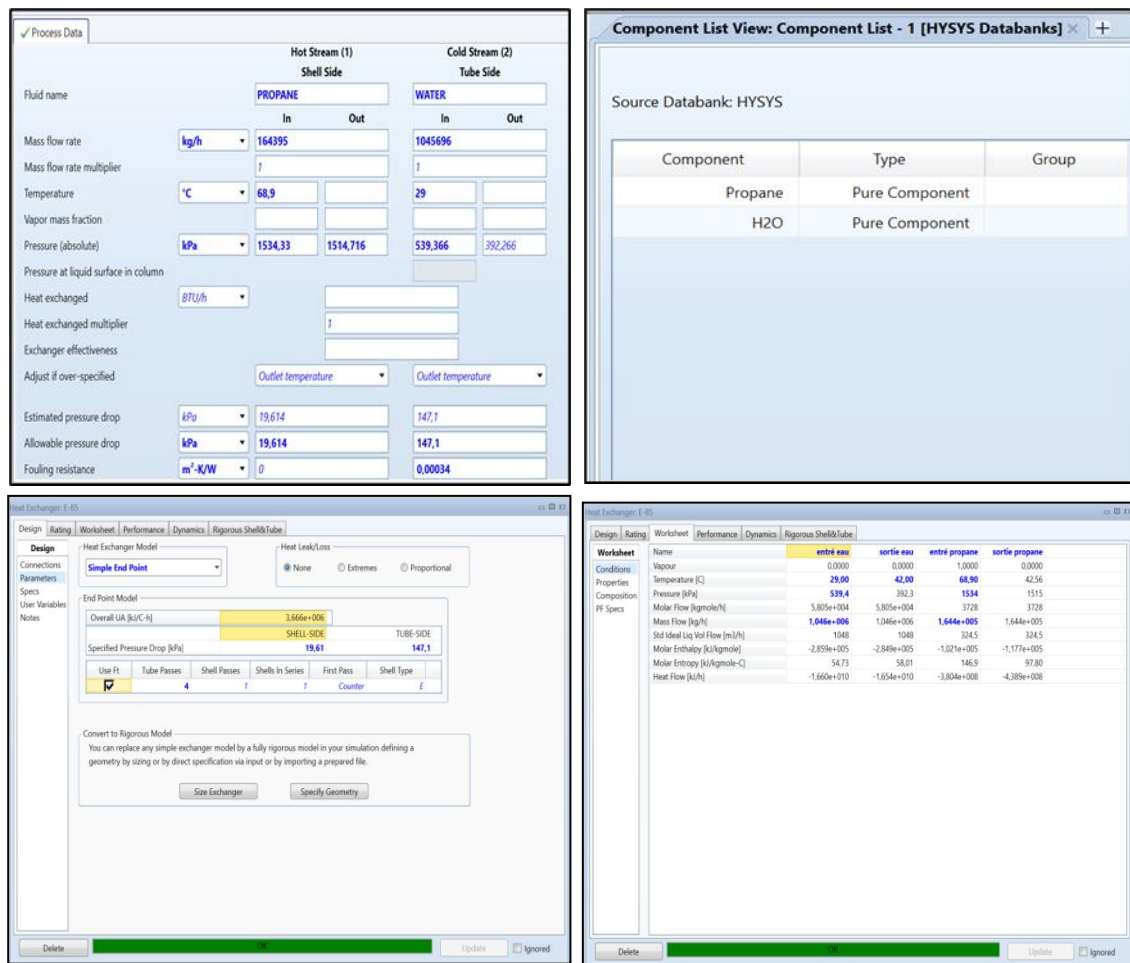 Process Data
Hot Stream (1) Cold Stream (2)
Shell Side Tube Side
Fluid name PROPANE WATER
In Out In Out
Mass flow rate kg/h 164395 1045696
Mass flow rate multiplier 1 1
Temperature °C 68,9 29
Vapor mass fraction
Pressure (absolute) kPa 1534,33 1514,716 539,366 392,266
Pressure at liquid surface in column
Heat exchanged BTU/h
Heat exchanged multiplier 1
Exchanger effectiveness
Adjust if over-specified Outlet temperature Outlet temperature
Estimated pressure drop kPa 19,614 147,1
Allowable pressure drop kPa 19,614 147,1
Fouling resistance m²-K/W 0 0,00034
Component List View: Component List - 1 [HYSYS Databanks] × +
Source Databank: HYSYS
Component Type Group
Propane Pure Component
H2O Pure Component
Heat Exchanger: E-85
Design Rating Worksheet Performance Dynamics Rigorous Shell&Tube
Design
Connections
Parameters
Specs
User Variables
Notes
Heat Exchanger Model
Simple End Point
Heat Leak/Loss
None Extremes Proportional
End Point Model
Overall UA [kJ/C-h] 3,666e+006
SHELL-SIDE TUBE-SIDE
Specified Pressure Drop [kPa] 19,61 147,1
Use Ft Tube Passes Shell Passes Shells In Series First Pass Shell Type
4 1 1 Counter E
Convert to Rigorous Model
You can replace any simple exchanger model by a fully rigorous model in your simulation defining a
geometry by sizing or by direct specification via input or by importing a prepared file.
Size Exchanger Specify Geometry
Delete OK Update Ignored
Heat Exchanger: E-85
Design Rating Worksheet Performance Dynamics Rigorous Shell&Tube
Worksheet
Conditions
Properties
Composition
PF Specs
Name entré eau sortie eau entré propane sortie propane
Vapour 0,0000 0,0000 1,0000 0,0000
Temperature [C] 29,00 42,00 68,90 42,56
Pressure [kPa] 539,4 392,3 1534 1515
Molar Flow [kgmole/h] 5,805e+004 5,805e+004 3728 3728
Mass Flow [kg/h] 1,046e+006 1,046e+006 1,644e+005 1,644e+005
Std Ideal Liq Vol Flow [m3/h] 1048 1048 324,5 324,5
Molar Enthalpy [kJ/kgmole] -2,859e+005 -2,849e+005 -1,021e+005 -1,177e+005
Molar Entropy [kJ/kgmole-C] 54,73 58,01 146,9 97,80
Heat Flow [kJ/h] -1,660e+010 -1,654e+010 -3,804e+008 -4,389e+008
Delete OK Update Ignored